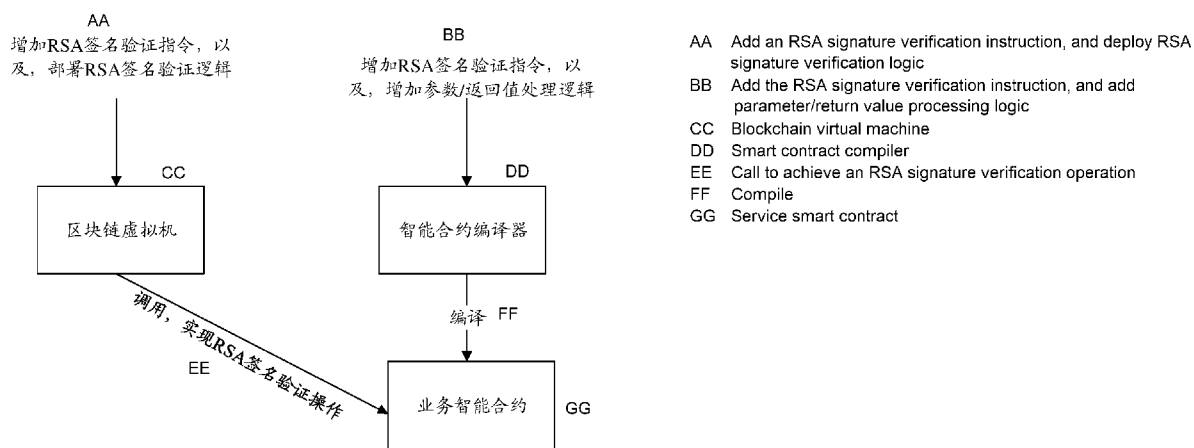 AA
增加RSA签名验证指令，以
及，部署RSA签名验证逻辑
BB
增加RSA签名验证指令，以
及，增加参数/返回值处理逻辑
CC
区块链虚拟机
DD
智能合约编译器
调用，实现RSA签名验证操作
EE
编译 FF
业务智能合约
GG
AA Add an RSA signature verification instruction, and deploy RSA
signature verification logic
BB Add the RSA signature verification instruction, and add
parameter/return value processing logic
CC Blockchain virtual machine
DD Smart contract compiler
EE Call to achieve an RSA signature verification operation
FF Compile
GG Service smart contract